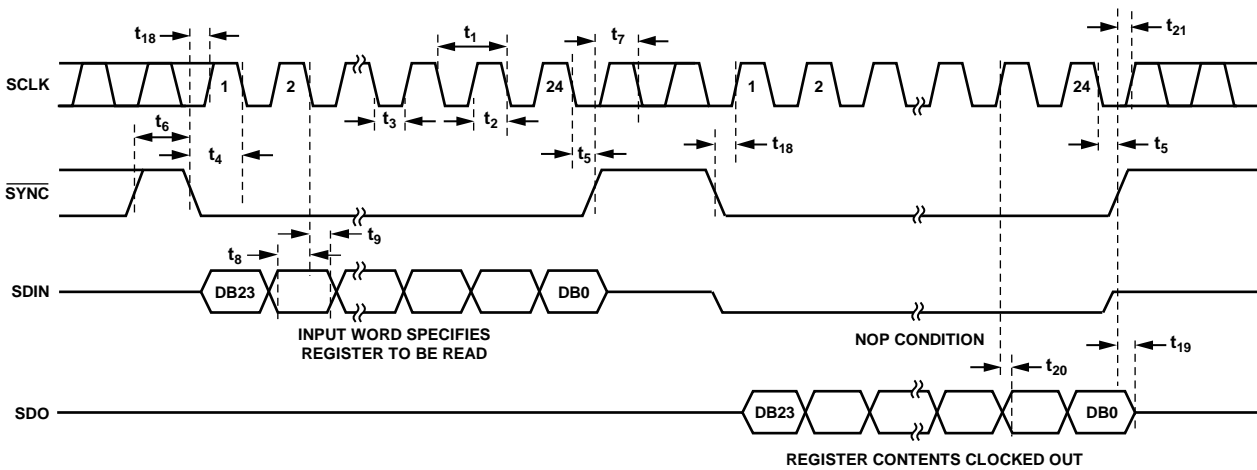 t18
t1
t7
t21
SCLK
1
2
24
1
2
24
t6
t3
t2
t4
t5
t18
t5
SYNC
t9
t8
SDIN
DB23
DB0
INPUT WORD SPECIFIES
REGISTER TO BE READ
NOP CONDITION
t19
t20
SDO
DB23
DB0
REGISTER CONTENTS CLOCKED OUT